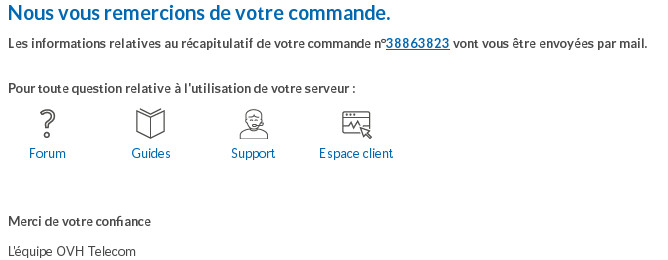 Nous vous remercions de votre commande.
Les informations relatives au récapitulatif de votre commande n°38863823 vont vous être envoyées par mail.
Pour toute question relative à l'utilisation de votre serveur :
Forum Guides Support Espace client
Merci de votre confiance
L'équipe OVH Telecom